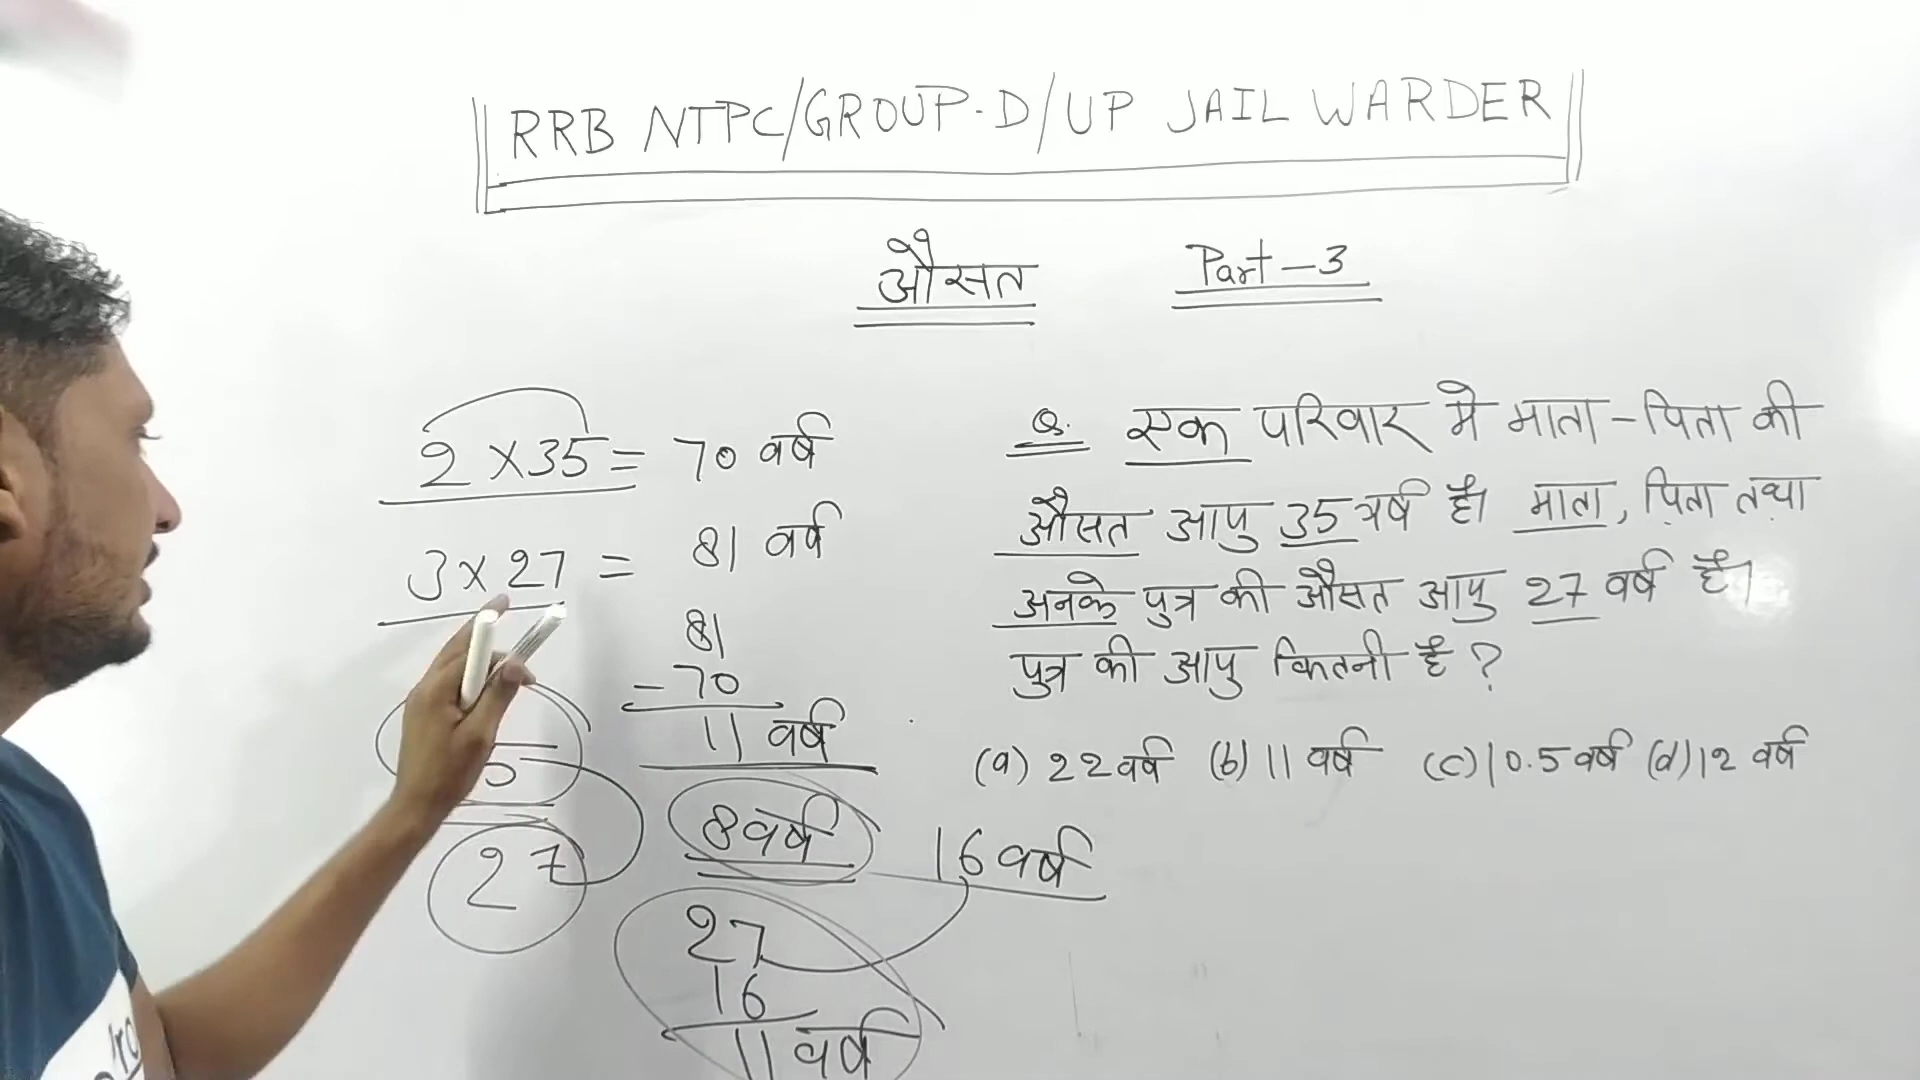 RRB NTPC/GROUP-D/UP JAIL WARDER
औसत Part-3
2 x 35 = 70 वर्ष
3 x 27 = 81 वर्ष
81
- 70
11 वर्ष
8 वर्ष
16 वर्ष
27
27
16
11 वर्ष
Q. एक परिवार मे माता-पिता की
औसत आयु 35 वर्ष है। माता, पिता तथा
उनके पुत्र की औसत आयु 27 वर्ष है।
पुत्र की आयु कितनी है ?
(a) 22 वर्ष (b) 11 वर्ष (c) 10.5 वर्ष (d) 12 वर्ष